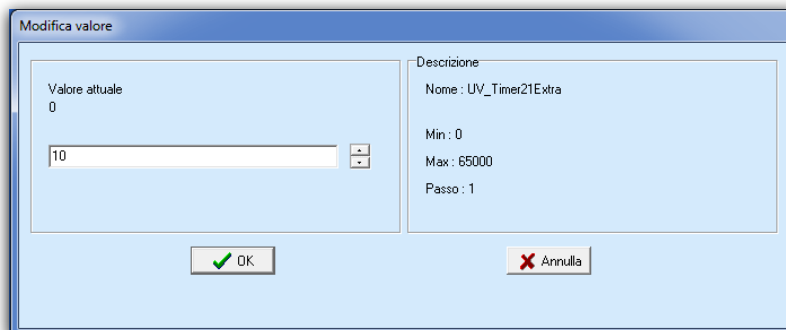 Modifica valore
Valore attuale
0
10
Descrizione
Nome : UV_Timer21Extra
Min : 0
Max : 65000
Passo : 1
OK
Annulla